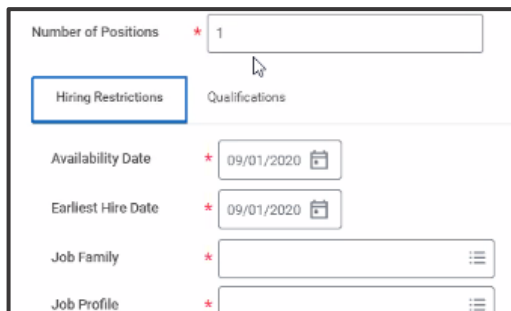 Number of Positions * 1
Hiring Restrictions Qualifications
Availability Date * 09/01/2020
Earliest Hire Date * 09/01/2020
Job Family *
Job Profile *